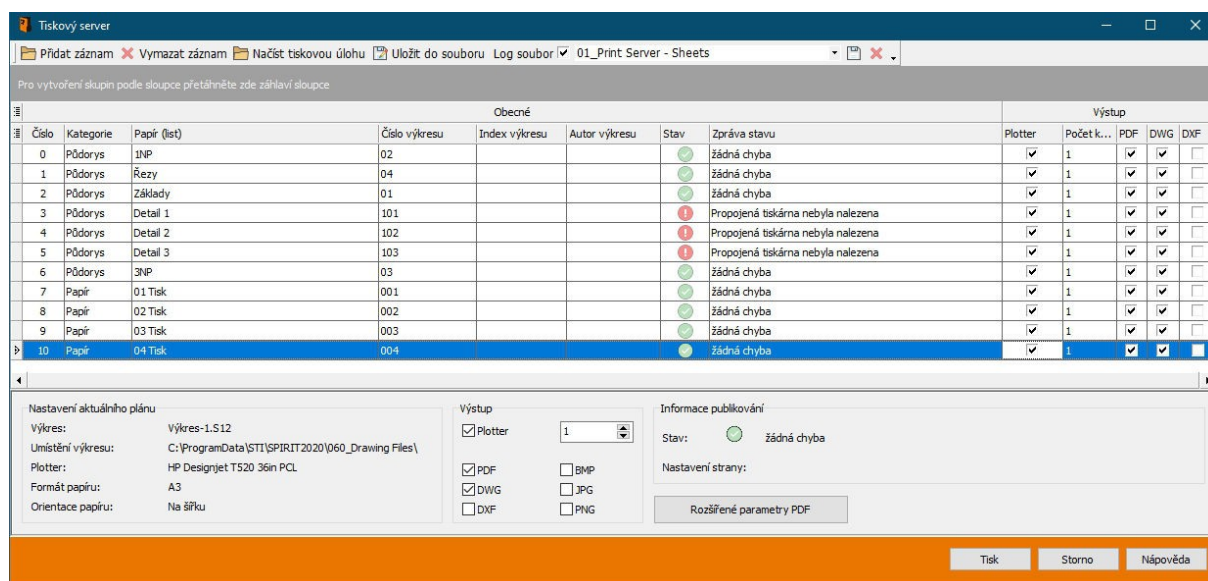 Tiskový server
Přidat záznam Vymazat záznam Načíst tiskovou úlohu Uložit do souboru Log soubor 01_Print Server - Sheets
Pro vytvoření skupin podle sloupce přetáhněte zde záhlaví sloupce
Obecné Výstup
Číslo Kategorie Papír (list) Číslo výkresu Index výkresu Autor výkresu Stav Zpráva stavu Plotter Počet k... PDF DWG DXF
0 Půdorys 1NP 02 žádná chyba 1
1 Půdorys Řezy 04 žádná chyba 1
2 Půdorys Základy 01 žádná chyba 1
3 Půdorys Detail 1 101 Propojená tiskárna nebyla nalezena 1
4 Půdorys Detail 2 102 Propojená tiskárna nebyla nalezena 1
5 Půdorys Detail 3 103 Propojená tiskárna nebyla nalezena 1
6 Půdorys 3NP 03 žádná chyba 1
7 Papír 01 Tisk 001 žádná chyba 1
8 Papír 02 Tisk 002 žádná chyba 1
9 Papír 03 Tisk 003 žádná chyba 1
10 Papír 04 Tisk 004 žádná chyba 1
Nastavení aktuálního plánu Výstup Informace publikování
Výkres: Výkres-1.S12 Plotter 1
Stav: žádná chyba
Umístění výkresu: C:\ProgramData\STI\SPIRIT2020\060_Drawing Files\
Plotter: HP Designjet T520 36in PCL PDF BMP Nastavení strany:
Formát papíru: A3 DWG JPG
Orientace papíru: Na šířku DXF PNG Rozšířené parametry PDF
Tisk Storno Nápověda